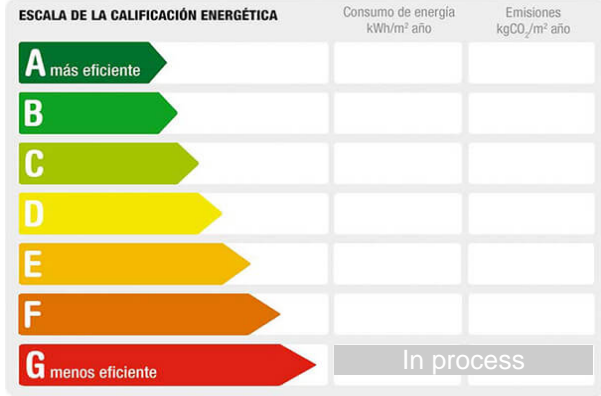 ESCALA DE LA CALIFICACIÓN ENERGÉTICA
Consumo de energía
kWh/m² año
Emisiones
kgCO₂/m² año
A más eficiente
B
C
D
E
F
G menos eficiente
In process